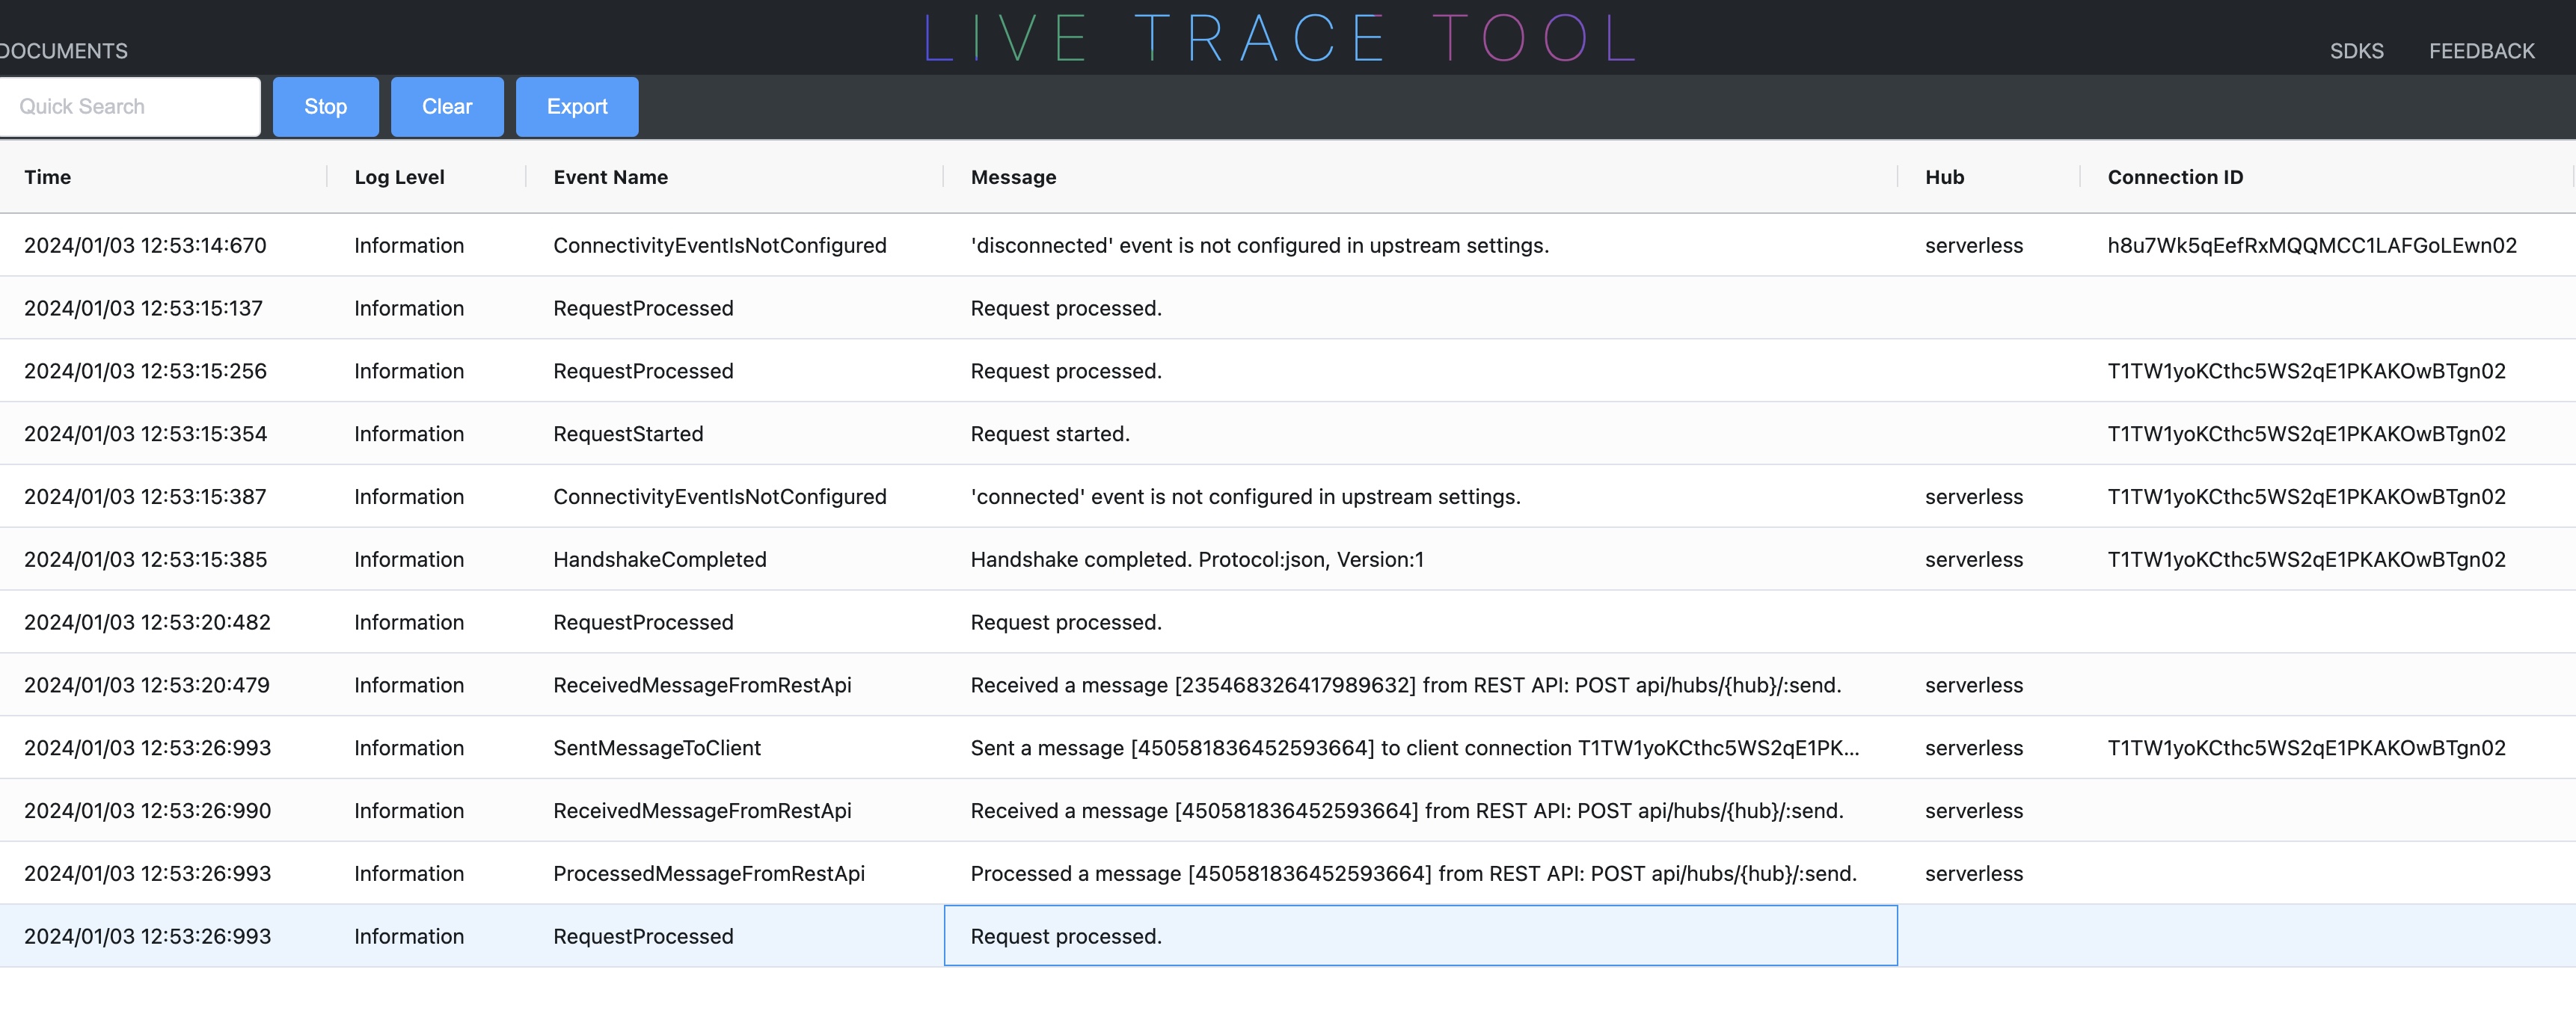 LIVE TRACE TOOL
DOCUMENTS SDKS FEEDBACK
Quick Search Stop Clear Export
Time Log Level Event Name Message Hub Connection ID
2024/01/03 12:53:14:670 Information ConnectivityEventIsNotConfigured 'disconnected' event is not configured in upstream settings. serverless h8u7Wk5qEefRxMQQMCC1LAFGoLEwn02
2024/01/03 12:53:15:137 Information RequestProcessed Request processed.
2024/01/03 12:53:15:256 Information RequestProcessed Request processed. T1TW1yoKCthc5WS2qE1PKAKOwBTgn02
2024/01/03 12:53:15:354 Information RequestStarted Request started. T1TW1yoKCthc5WS2qE1PKAKOwBTgn02
2024/01/03 12:53:15:387 Information ConnectivityEventIsNotConfigured 'connected' event is not configured in upstream settings. serverless T1TW1yoKCthc5WS2qE1PKAKOwBTgn02
2024/01/03 12:53:15:385 Information HandshakeCompleted Handshake completed. Protocol:json, Version:1 serverless T1TW1yoKCthc5WS2qE1PKAKOwBTgn02
2024/01/03 12:53:20:482 Information RequestProcessed Request processed.
2024/01/03 12:53:20:479 Information ReceivedMessageFromRestApi Received a message [235468326417989632] from REST API: POST api/hubs/{hub}/:send. serverless
2024/01/03 12:53:26:993 Information SentMessageToClient Sent a message [450581836452593664] to client connection T1TW1yoKCthc5WS2qE1PK... serverless T1TW1yoKCthc5WS2qE1PKAKOwBTgn02
2024/01/03 12:53:26:990 Information ReceivedMessageFromRestApi Received a message [450581836452593664] from REST API: POST api/hubs/{hub}/:send. serverless
2024/01/03 12:53:26:993 Information ProcessedMessageFromRestApi Processed a message [450581836452593664] from REST API: POST api/hubs/{hub}/:send. serverless
2024/01/03 12:53:26:993 Information RequestProcessed Request processed.